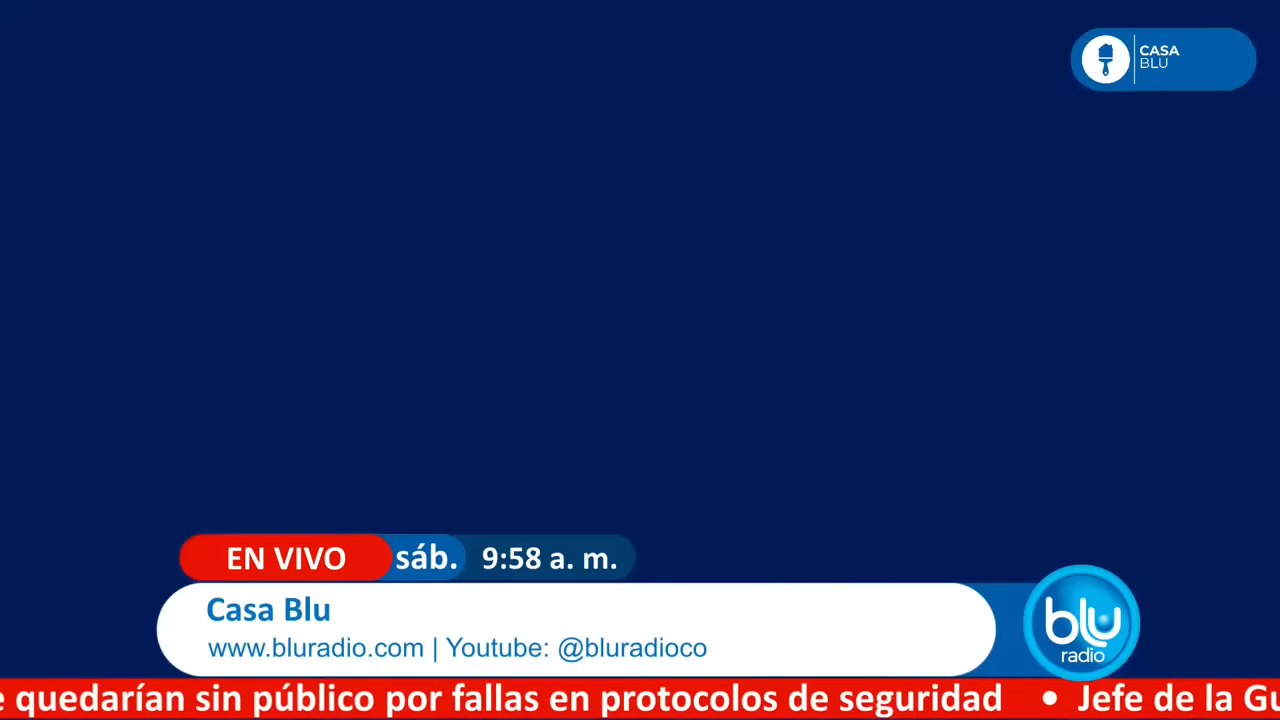 CASA
BLU
EN VIVO sáb. 9:58 a. m.
Casa Blu
www.bluradio.com | Youtube: @bluradioco
blu
radio
quedarían sin público por fallas en protocolos de seguridad • Jefe de la